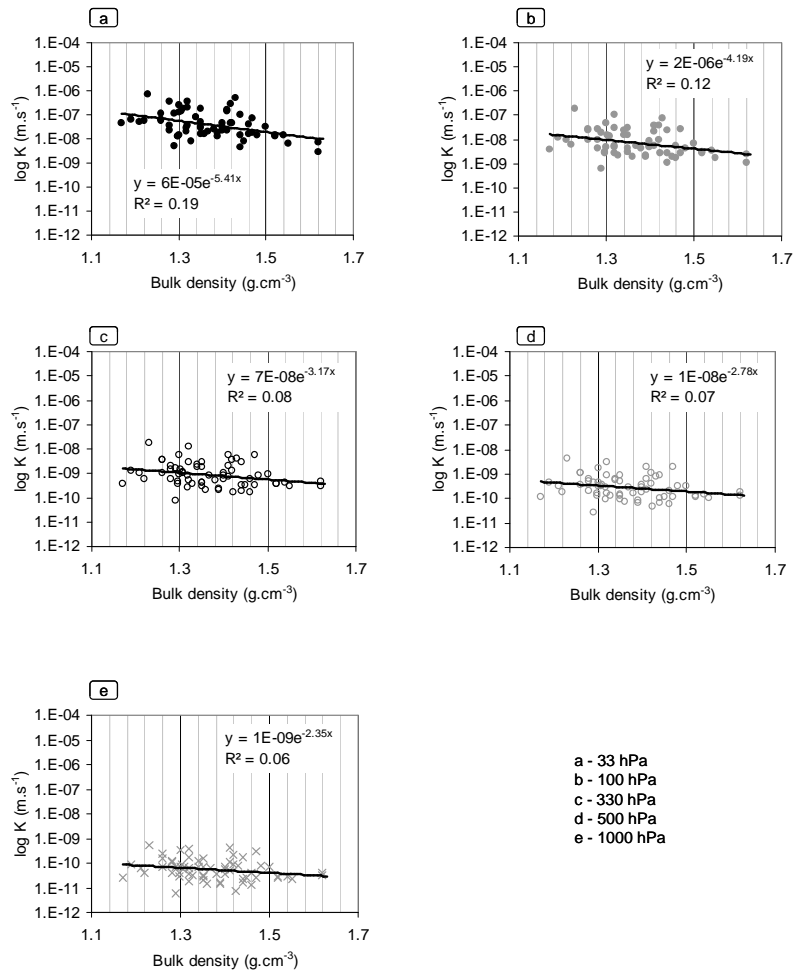 a
1.E-04
1.E-05
1.E-06
1.E-07
1.E-08
1.E-09
1.E-10
1.E-11
1.E-12
log K (m.s⁻¹)
y = 6E-05e⁻⁵·⁴¹ˣ
R² = 0.19
1.1 1.3 1.5 1.7
Bulk density (g.cm⁻³)
b
1.E-04
1.E-05
1.E-06
1.E-07
1.E-08
1.E-09
1.E-10
1.E-11
1.E-12
log K (m.s⁻¹)
y = 2E-06e⁻⁴·¹⁹ˣ
R² = 0.12
1.1 1.3 1.5 1.7
Bulk density (g.cm⁻³)
c
1.E-04
1.E-05
1.E-06
1.E-07
1.E-08
1.E-09
1.E-10
1.E-11
1.E-12
log K (m.s⁻¹)
y = 7E-08e⁻³·¹⁷ˣ
R² = 0.08
1.1 1.3 1.5 1.7
Bulk density (g.cm⁻³)
d
1.E-04
1.E-05
1.E-06
1.E-07
1.E-08
1.E-09
1.E-10
1.E-11
1.E-12
log K (m.s⁻¹)
y = 1E-08e⁻²·⁷⁸ˣ
R² = 0.07
1.1 1.3 1.5 1.7
Bulk density (g.cm⁻³)
e
1.E-04
1.E-05
1.E-06
1.E-07
1.E-08
1.E-09
1.E-10
1.E-11
1.E-12
log K (m.s⁻¹)
y = 1E-09e⁻²·³⁵ˣ
R² = 0.06
1.1 1.3 1.5 1.7
Bulk density (g.cm⁻³)
a - 33 hPa
b - 100 hPa
c - 330 hPa
d - 500 hPa
e - 1000 hPa